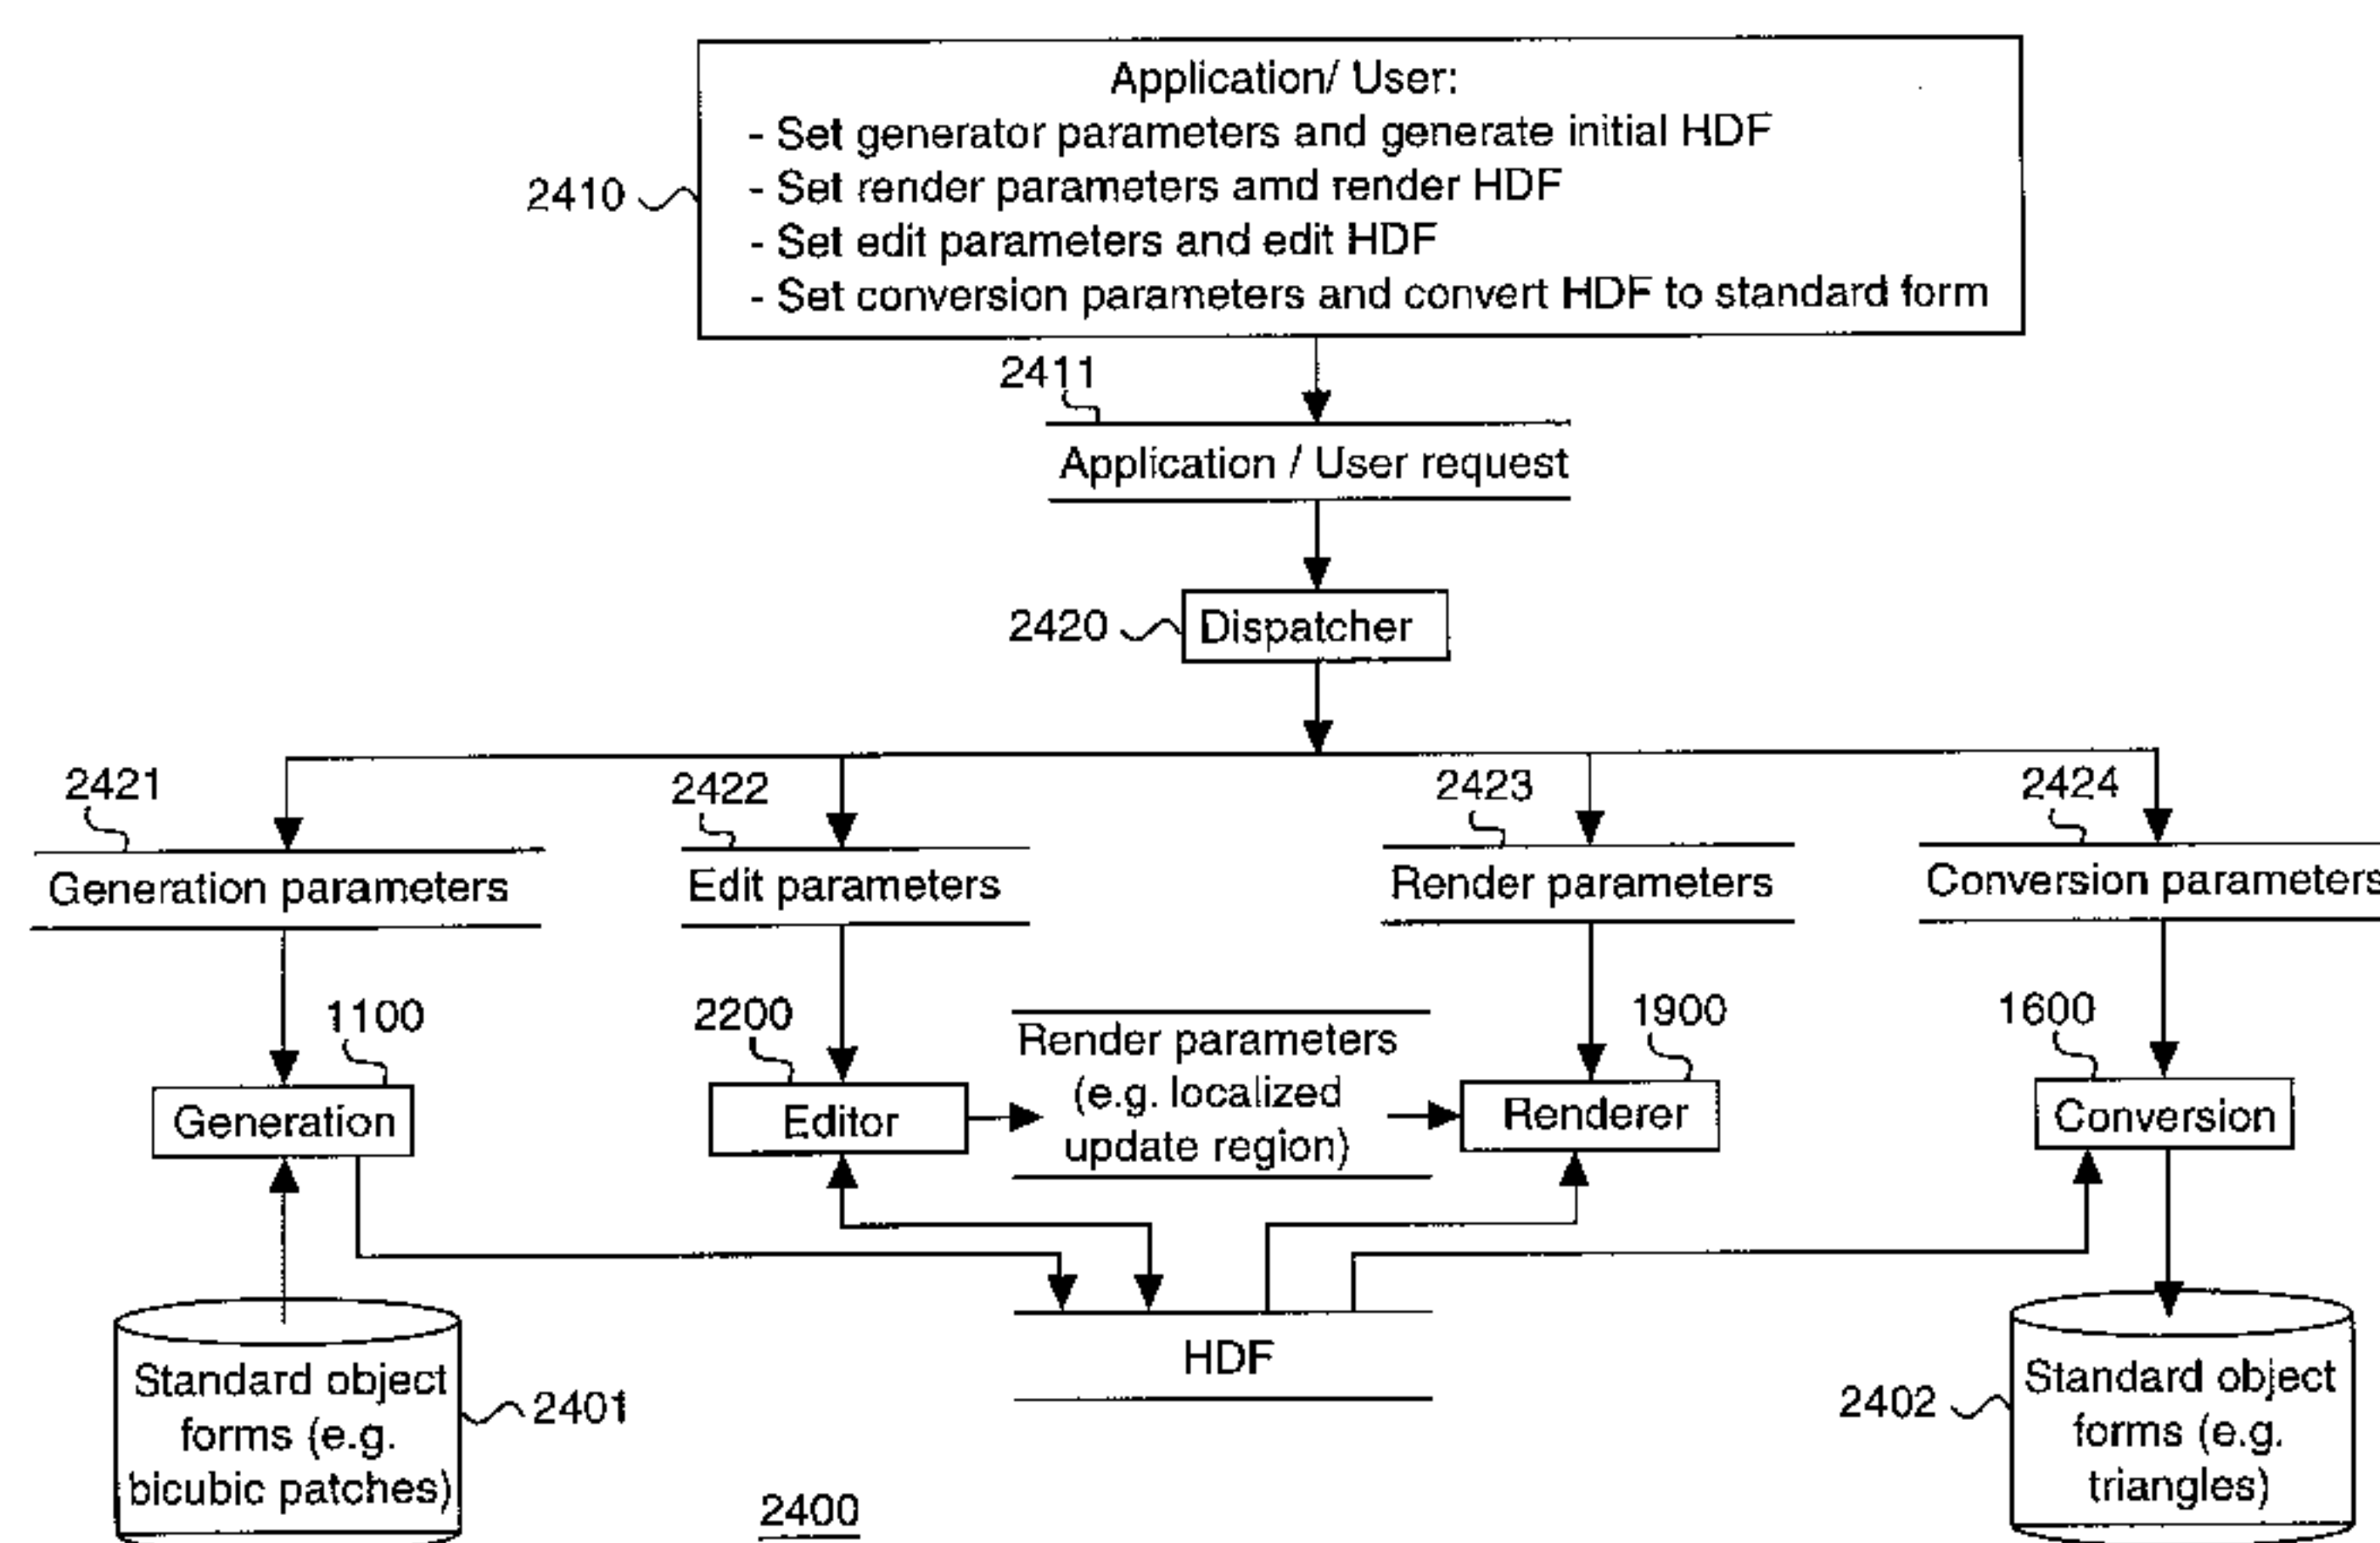 Application/ User:
- Set generator parameters and generate initial HDF
- Set render parameters amd render HDF
2410
- Set edit parameters and edit HDF
- Set conversion parameters and convert HDF to standard form
2411
Application / User request
2420
Dispatcher
2421
2422
2423
2424
Generation parameters
Edit parameters
Render parameters
Conversion parameters
1100
2200
Render parameters
(e.g. localized
update region)
1900
1600
Generation
Editor
Renderer
Conversion
HDF
Standard object
forms (e.g.
bicubic patches)
2401
2402
Standard object
forms (e.g.
triangles)
2400